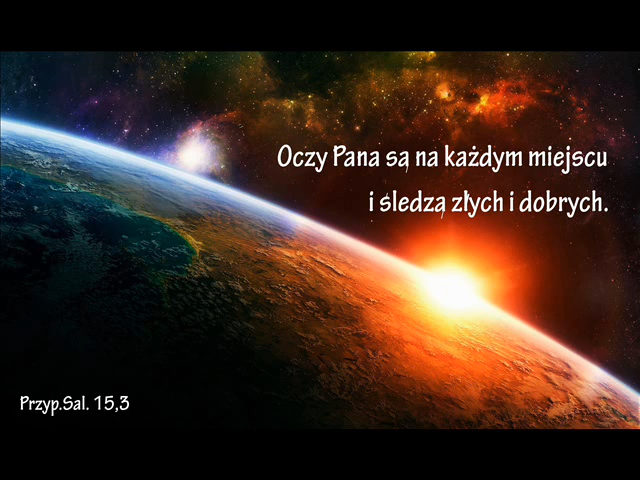 Oczy Pana są na każdym miejscu
i śledzą złych i dobrych.
Przyp.Sal. 15,3